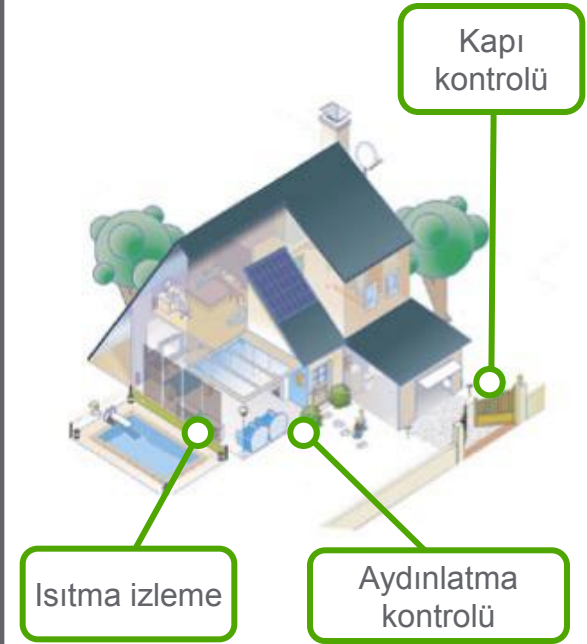 Kapı
kontrolü
Isıtma izleme
Aydınlatma
kontrolü